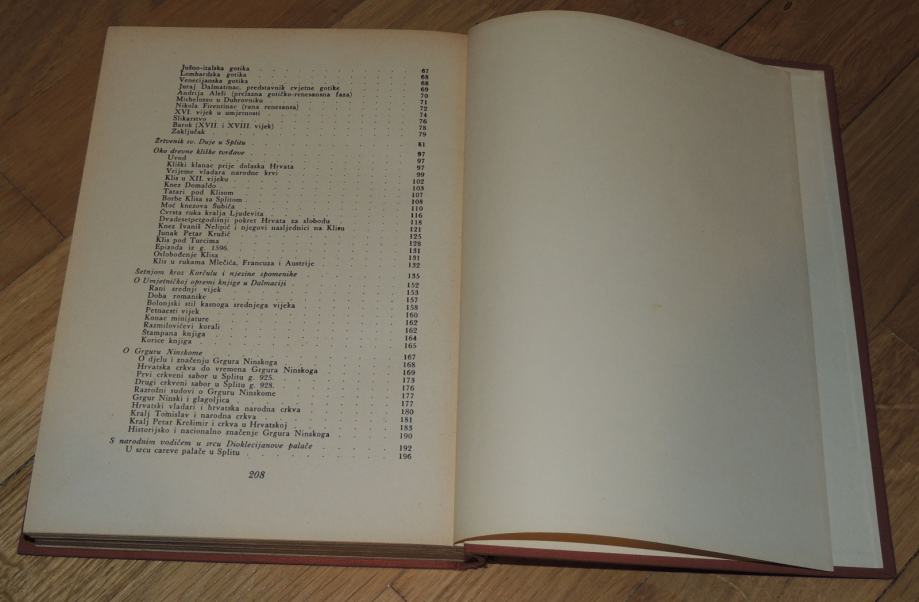 Južno-italska gotika 67
Lombardska gotika 68
Venecijanska gotika 68
Juraj Dalmatinac, predstavnik cvjetne gotike 69
Andrija Aleši (prelazna gotičko-renesansna faza) 70
Michelozzo u Dubrovniku 71
Nikola Firentinac (rana renesansa) 72
XVI. vijek u umjetnosti 74
Slikarstvo 76
Barok (XVII. i XVIII. vijek) 78
Zaključak 79
Žrtvenik sv. Duje u Splitu 81
Oko drevne kliške tvrđave 97
Uvod 97
Kliški klanac prije dolaska Hrvata 97
Vrijeme vladara narodne krvi 99
Klis u XII. vijeku 102
Knez Domaldo 103
Tatari pod Klisom 107
Borbe Klisa sa Splitom 108
Moć knezova Šubića 110
Čvrsta ruka kralja Ljudevita 116
Dvadesetpetgodišnji pokret Hrvata za slobodu 118
Knez Ivaniš Nelipić i njegovi nasljednici na Klisu 121
Junak Petar Kružić 125
Klis pod Turcima 128
Epizoda iz g. 1596. 131
Oslobođenje Klisa 131
Klis u rukama Mlečića, Francuza i Austrije 132
Šetnjom kroz Korčulu i njezine spomenike 135
O Umjetničkoj opremi knjige u Dalmaciji 152
Rani srednji vijek 153
Doba romanike 157
Bolonjski stil kasnoga srednjega vijeka 158
Petnaesti vijek 160
Konac minijature 162
Razmilovićevi korali 162
Štampana knjiga 164
Korice knjiga 165
O Grguru Ninskome 167
O djelu i značenju Grgura Ninskoga 168
Hrvatska crkva do vremena Grgura Ninskoga 169
Prvi crkveni sabor u Splitu g. 925. 173
Drugi crkveni sabor u Splitu g. 928. 176
Razrožni sudovi o Grguru Ninskome 177
Grgur Ninski i glagoljica 177
Hrvatski vladari i hrvatska narodna crkva 180
Kralj Tomislav i narodna crkva 181
Kralj Petar Krešimir i crkva u Hrvatskoj 183
Historijsko i nacionalno značenje Grgura Ninskoga 190
S narodnim vodičem u srcu Dioklecijanove palače 192
U srcu careve palače u Splitu 196
208